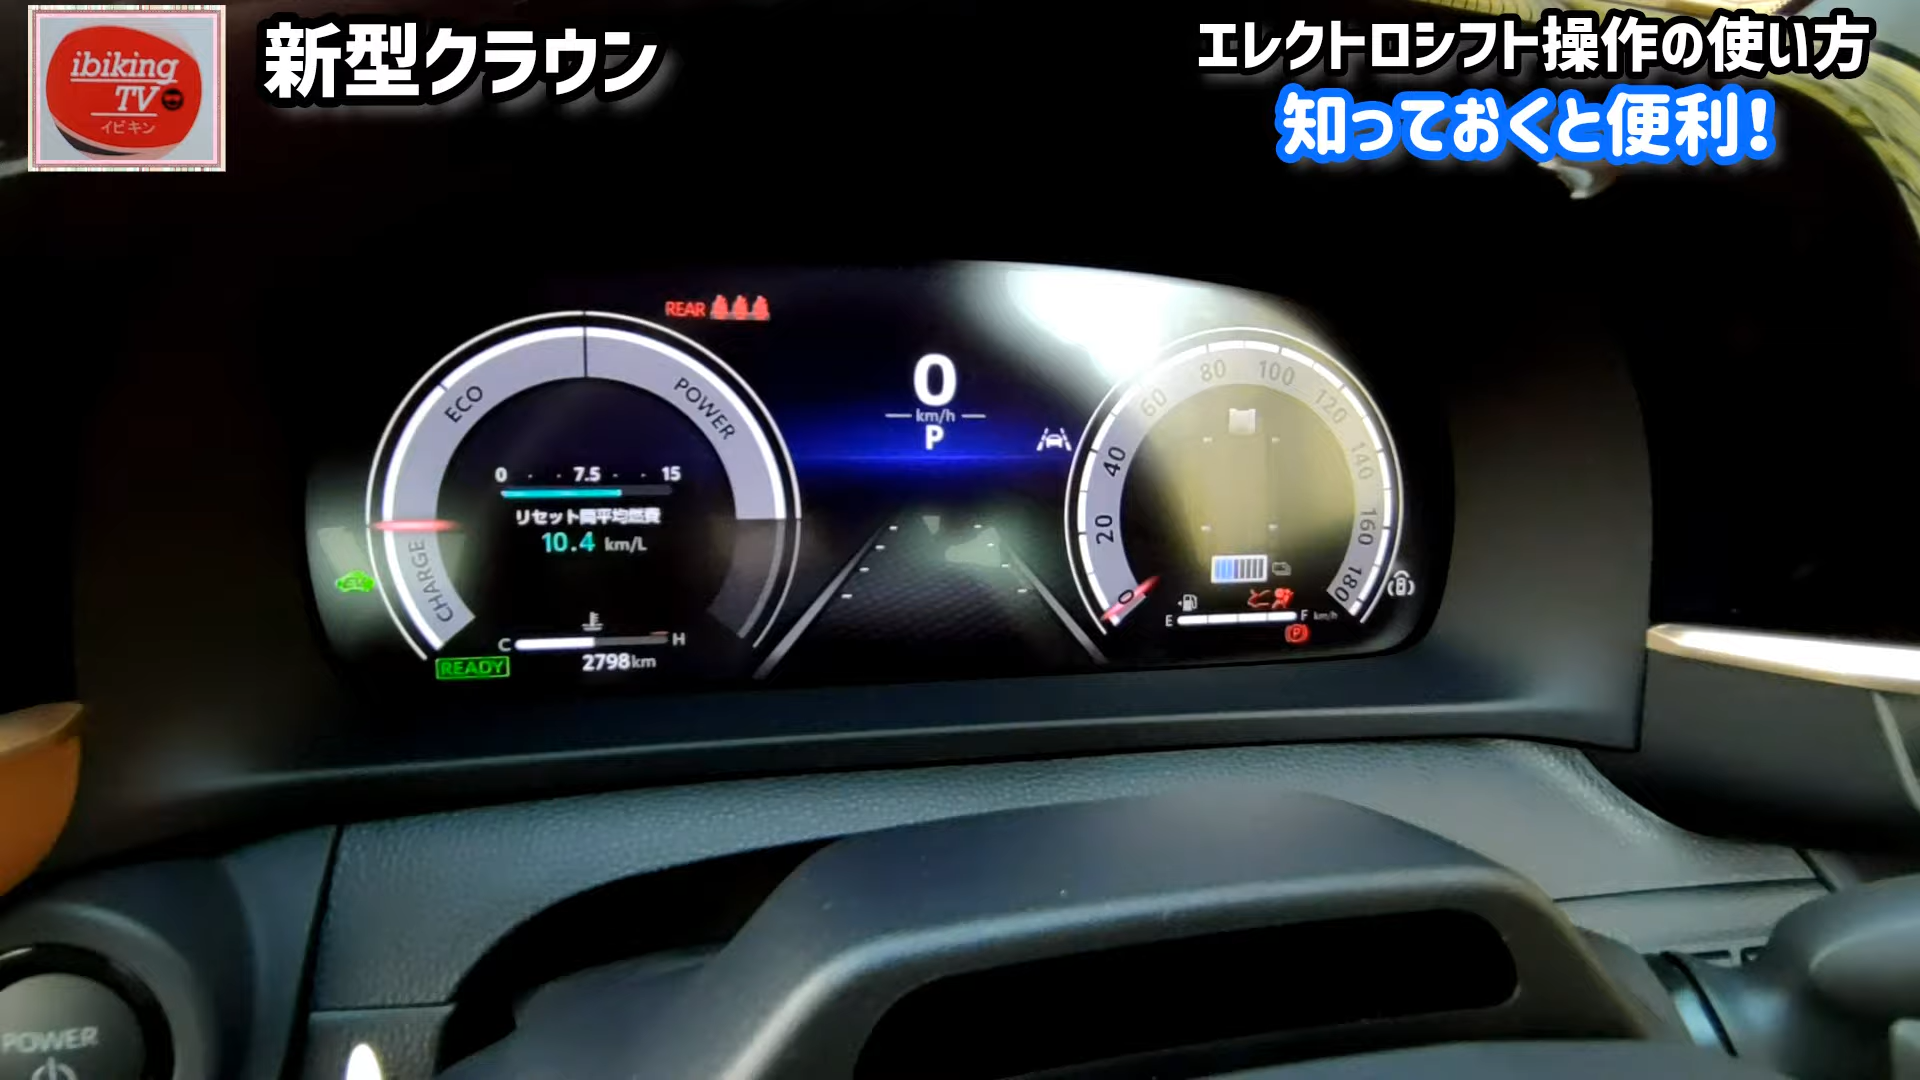 ibiking
TV
イビキン
新型クラウン
エレクトロシフト操作の使い方
知っておくと便利!
REAR
ECO
POWER
CHARGE
0 7.5 15
リセット間平均燃費
10.4 km/L
C H
2798km
READY
0
km/h
P
0 20 40 60 80 100 120 140 160 180
E F km/h
P
POWER